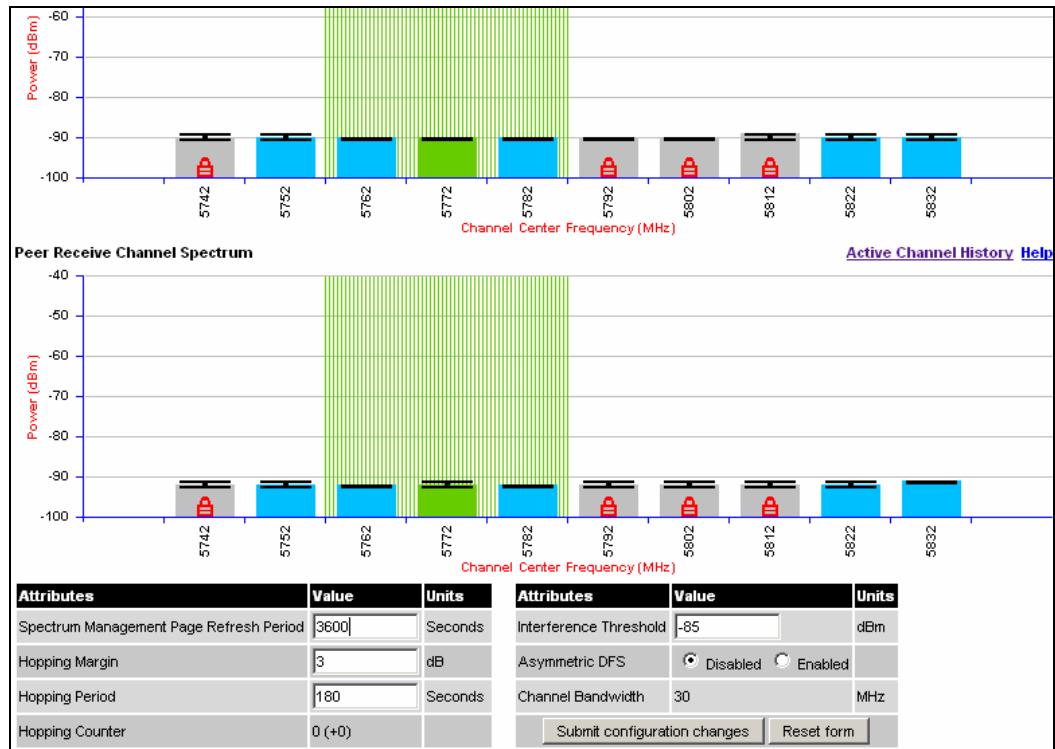 -60
-70
-80
-90
-100
Power (dBm)
5742 5752 5762 5772 5782 5792 5802 5812 5822 5832
Channel Center Frequency (MHz)
Peer Receive Channel Spectrum Active Channel History Help
-40
-50
-60
-70
-80
-90
-100
Power (dBm)
5742 5752 5762 5772 5782 5792 5802 5812 5822 5832
Channel Center Frequency (MHz)
Attributes Value Units Attributes Value Units
Spectrum Management Page Refresh Period 3600 Seconds Interference Threshold -85 dBm
Hopping Margin 3 dB Asymmetric DFS Disabled Enabled
Hopping Period 180 Seconds Channel Bandwidth 30 MHz
Hopping Counter 0 (+0) Submit configuration changes Reset form